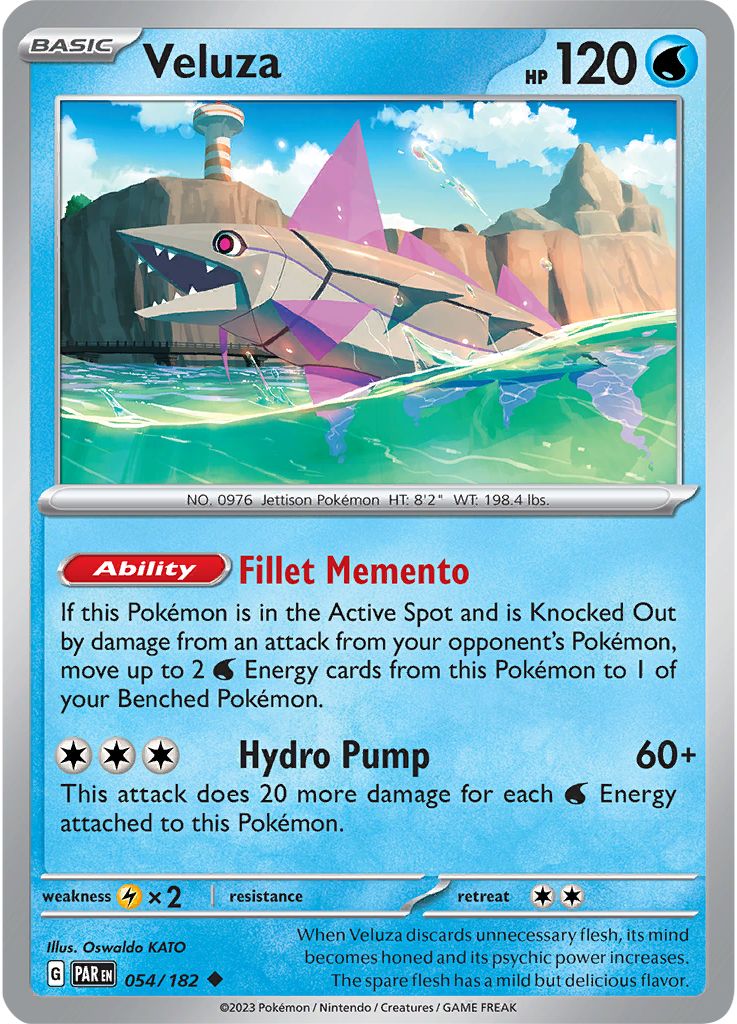 BASIC Veluza HP 120
NO. 0976 Jettison Pokémon HT: 8'2" WT: 198.4 lbs.
Ability Fillet Memento
If this Pokémon is in the Active Spot and is Knocked Out
by damage from an attack from your opponent's Pokémon,
move up to 2 Energy cards from this Pokémon to 1 of
your Benched Pokémon.
Hydro Pump 60+
This attack does 20 more damage for each Energy
attached to this Pokémon.
weakness ×2 resistance retreat
Illus. Oswaldo KATO
When Veluza discards unnecessary flesh, its mind
becomes honed and its psychic power increases.
The spare flesh has a mild but delicious flavor.
G PAR EN 054/182
©2023 Pokémon / Nintendo / Creatures / GAME FREAK